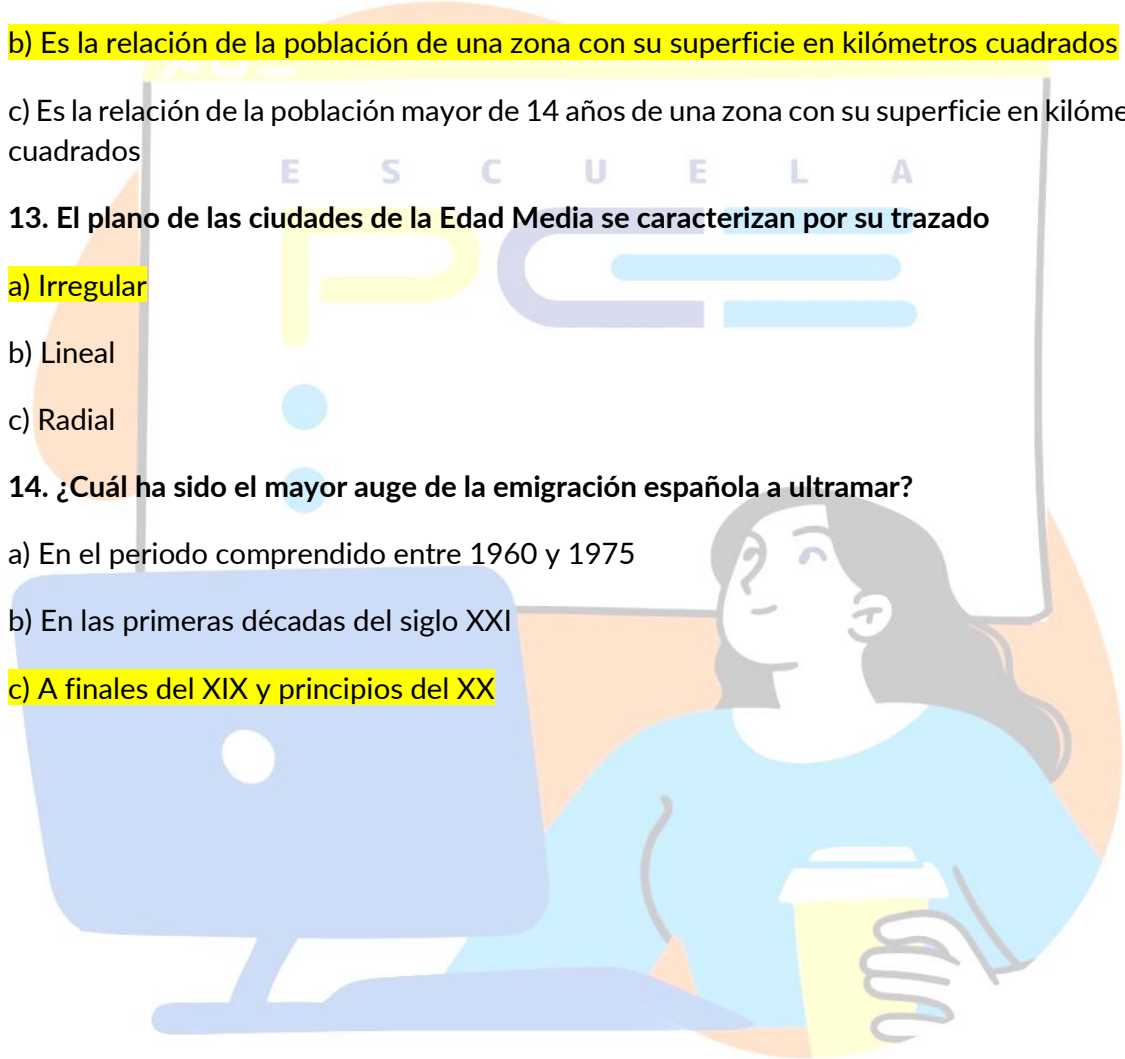 b) Es la relación de la población de una zona con su superficie en kilómetros cuadrados
c) Es la relación de la población mayor de 14 años de una zona con su superficie en
cuadrados
E S C U E L A
PCE
13. El plano de las ciudades de la Edad Media se caracterizan por su trazado
a) Irregular
b) Lineal
c) Radial
14. ¿Cuál ha sido el mayor auge de la emigración española a ultramar?
a) En el periodo comprendido entre 1960 y 1975
b) En las primeras décadas del siglo XXI
c) A finales del XIX y principios del XX